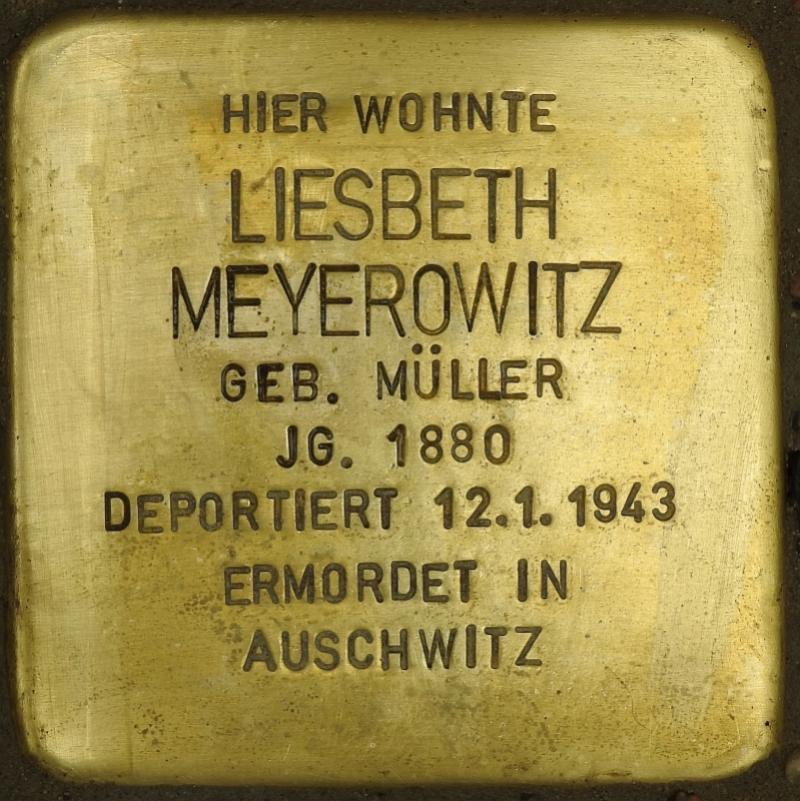 HIER WOHNTE
LIESBETH
MEYEROWITZ
GEB. MÜLLER
JG. 1880
DEPORTIERT 12.1.1943
ERMORDET IN
AUSCHWITZ